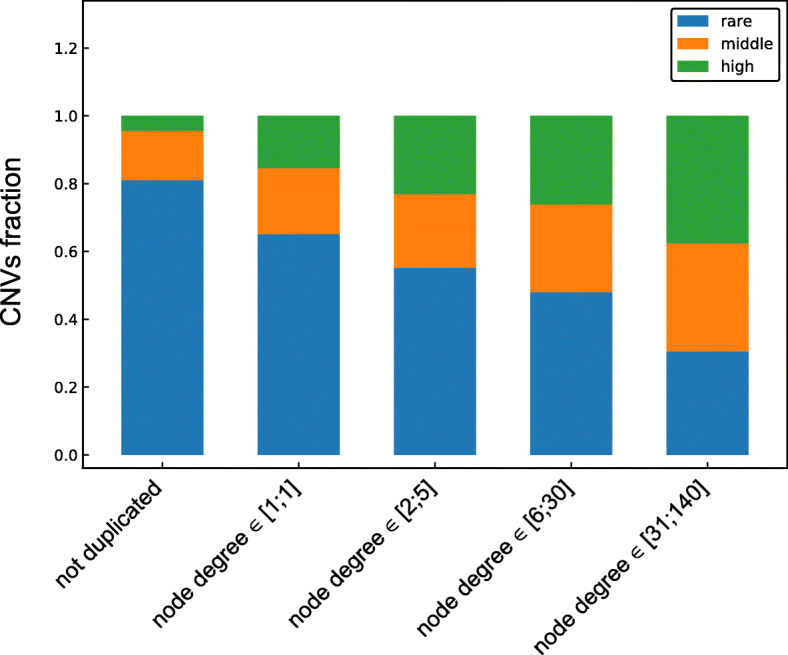 rare
middle
high
CNVs fraction
1.2
1.0
0.8
0.6
0.4
0.2
0.0
not duplicated
node degree ∈ [1;1]
node degree ∈ [2;5]
node degree ∈ [6;30]
node degree ∈ [31;140]